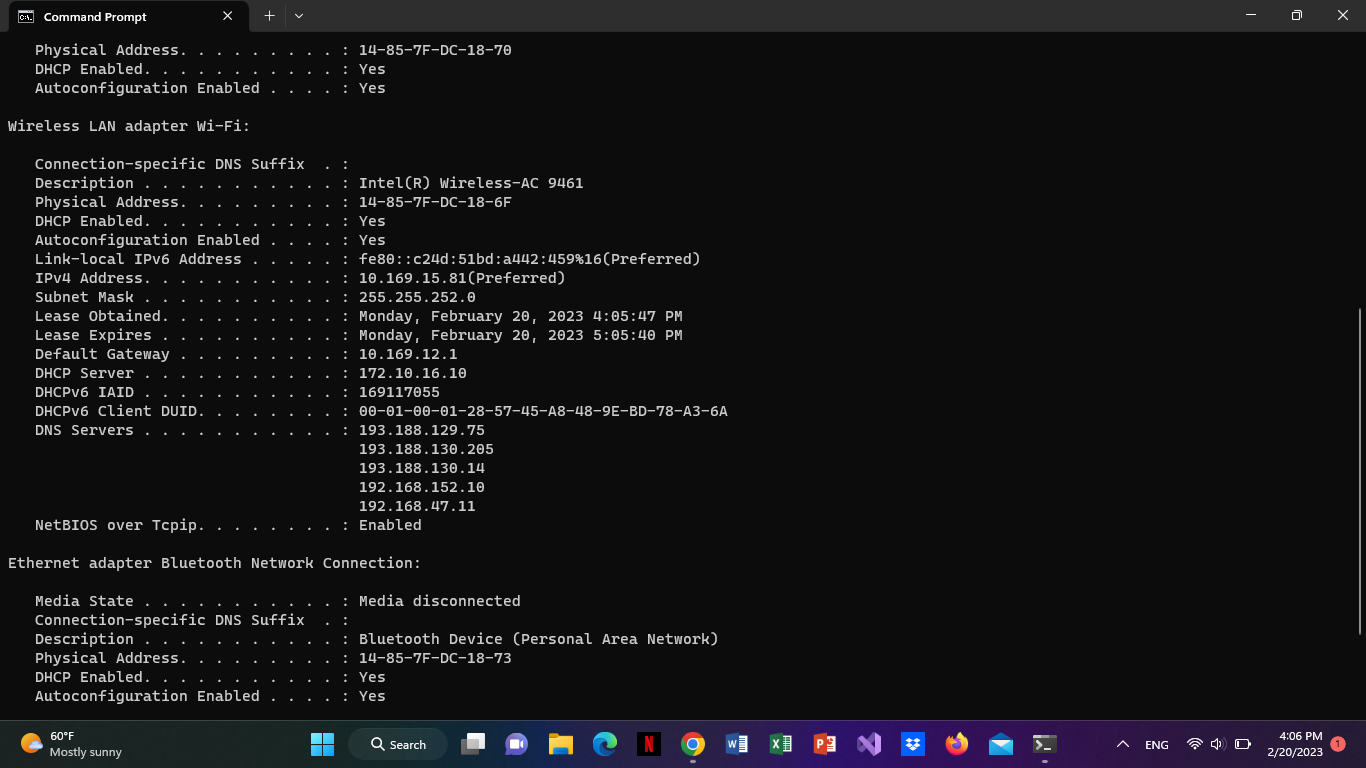 Command Prompt
Physical Address. . . . . . . . . : 14-85-7F-DC-18-70
DHCP Enabled. . . . . . . . . . . : Yes
Autoconfiguration Enabled . . . . : Yes
Wireless LAN adapter Wi-Fi:
Connection-specific DNS Suffix  . :
Description . . . . . . . . . . . : Intel(R) Wireless-AC 9461
Physical Address. . . . . . . . . : 14-85-7F-DC-18-6F
DHCP Enabled. . . . . . . . . . . : Yes
Autoconfiguration Enabled . . . . : Yes
Link-local IPv6 Address . . . . . : fe80::c24d:51bd:a442:459%16(Preferred)
IPv4 Address. . . . . . . . . . . : 10.169.15.81(Preferred)
Subnet Mask . . . . . . . . . . . : 255.255.252.0
Lease Obtained. . . . . . . . . . : Monday, February 20, 2023 4:05:47 PM
Lease Expires . . . . . . . . . . : Monday, February 20, 2023 5:05:40 PM
Default Gateway . . . . . . . . . : 10.169.12.1
DHCP Server . . . . . . . . . . . : 172.10.16.10
DHCPv6 IAID . . . . . . . . . . . : 169117055
DHCPv6 Client DUID. . . . . . . . : 00-01-00-01-28-57-45-A8-48-9E-BD-78-A3-6A
DNS Servers . . . . . . . . . . . : 193.188.129.75
193.188.130.205
193.188.130.14
192.168.152.10
192.168.47.11
NetBIOS over Tcpip. . . . . . . . : Enabled
Ethernet adapter Bluetooth Network Connection:
Media State . . . . . . . . . . . : Media disconnected
Connection-specific DNS Suffix  . :
Description . . . . . . . . . . . : Bluetooth Device (Personal Area Network)
Physical Address. . . . . . . . . : 14-85-7F-DC-18-73
DHCP Enabled. . . . . . . . . . . : Yes
Autoconfiguration Enabled . . . . : Yes
60°F
Mostly sunny
Search
ENG
4:06 PM
2/20/2023
1